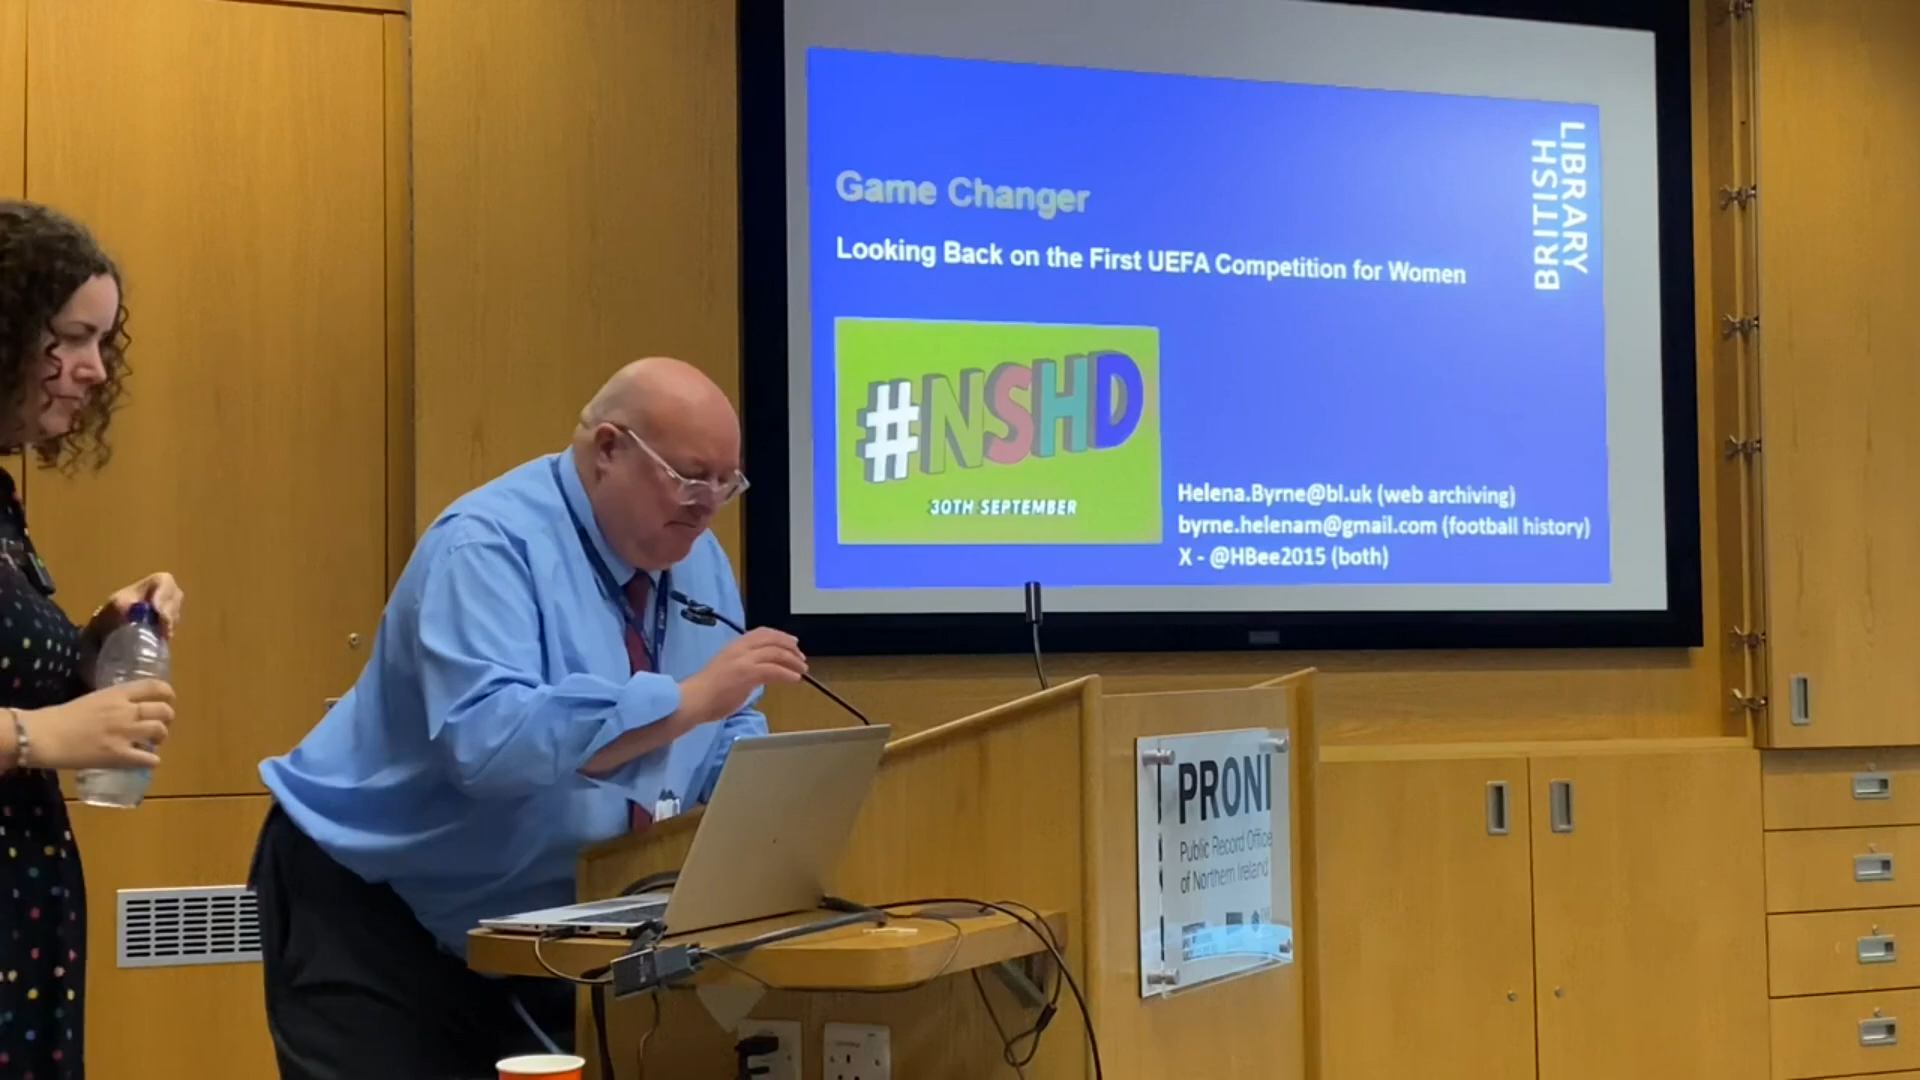 Game Changer
Looking Back on the First UEFA Competition for Women
BRITISH
LIBRARY
#NSHD
30TH SEPTEMBER
Helena.Byrne@bl.uk (web archiving)
byrne.helenam@gmail.com (football history)
X - @HBee2015 (both)
PRONI
Public Record Office
of Northern Ireland